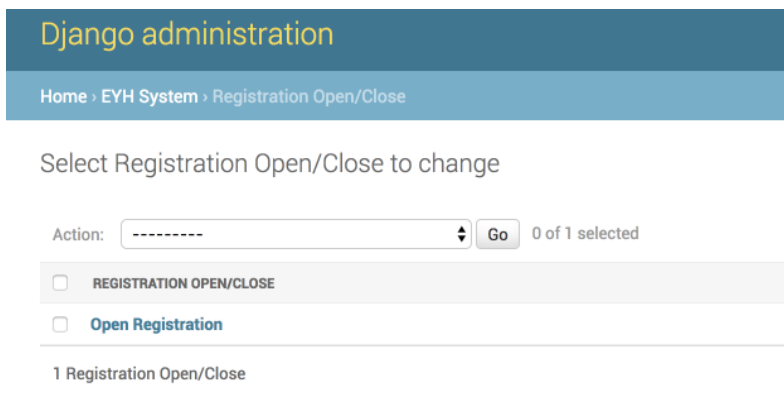 Django administration
Home › EYH System › Registration Open/Close
Select Registration Open/Close to change
Action: --------- Go 0 of 1 selected
REGISTRATION OPEN/CLOSE
Open Registration
1 Registration Open/Close